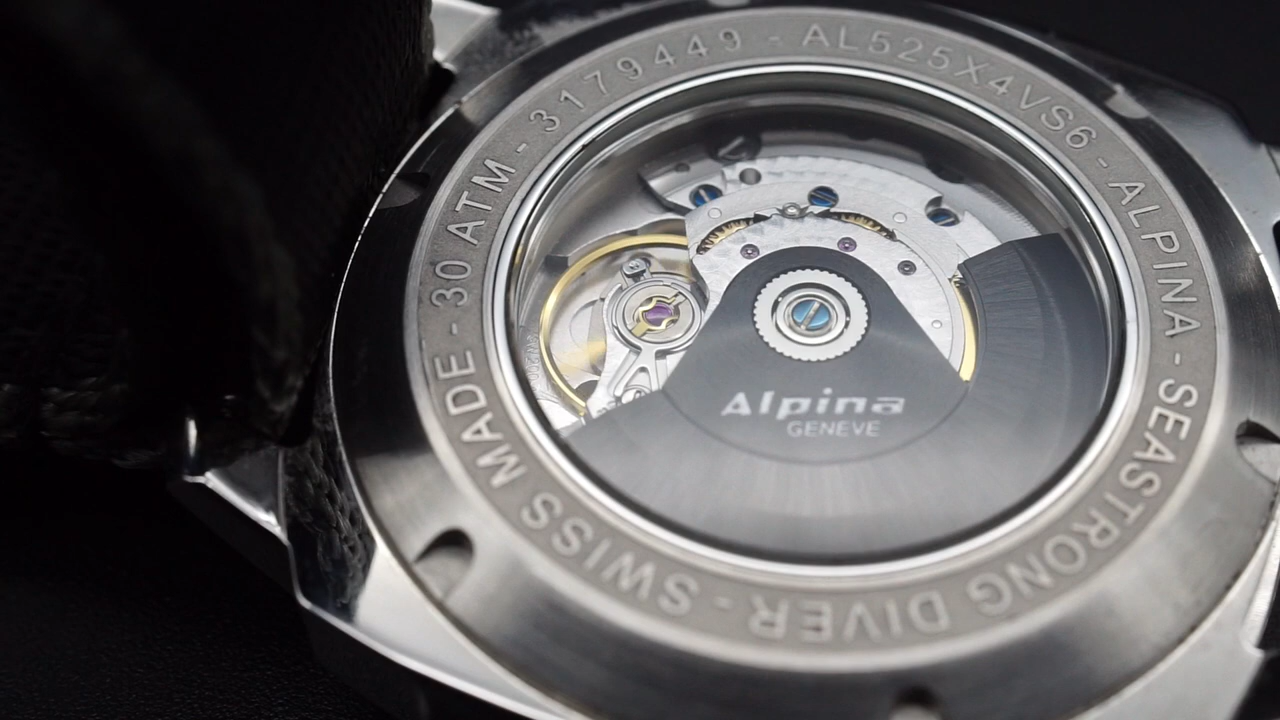 3179449 - AL525X4VS6 - ALPINA - SEASTRONG DIVER - SWISS MADE - 30 ATM -
Alpina
GENEVE